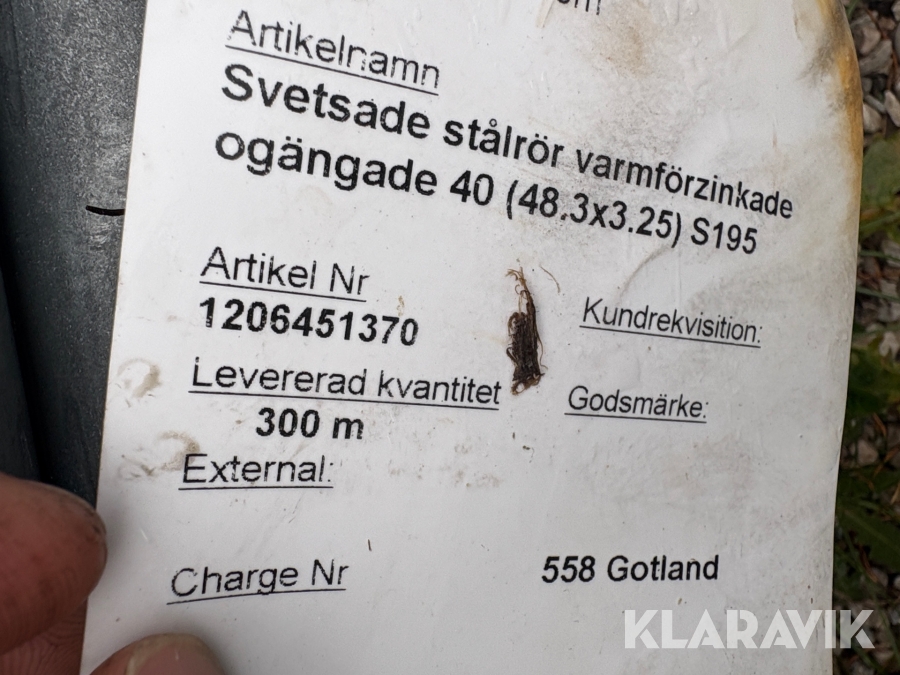 Artikelnamn
Svetsade stålrör varmförzinkade
ogängade 40 (48.3x3.25) S195
Artikel Nr
1206451370
Kundrekvisition:
Levererad kvantitet
300 m
Godsmärke:
External:
Charge Nr
558 Gotland
KLARAVIK